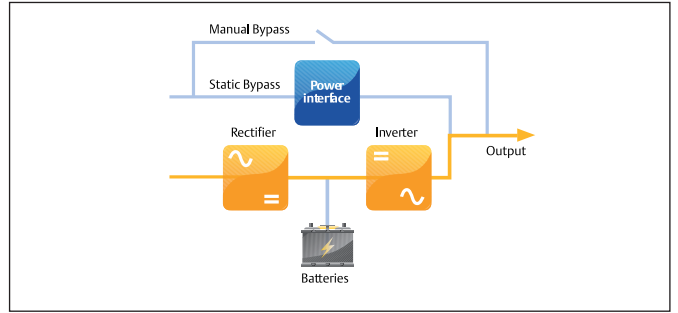 Manual Bypass
Static Bypass
Power
interface
Rectifier
Inverter
Output
Batteries